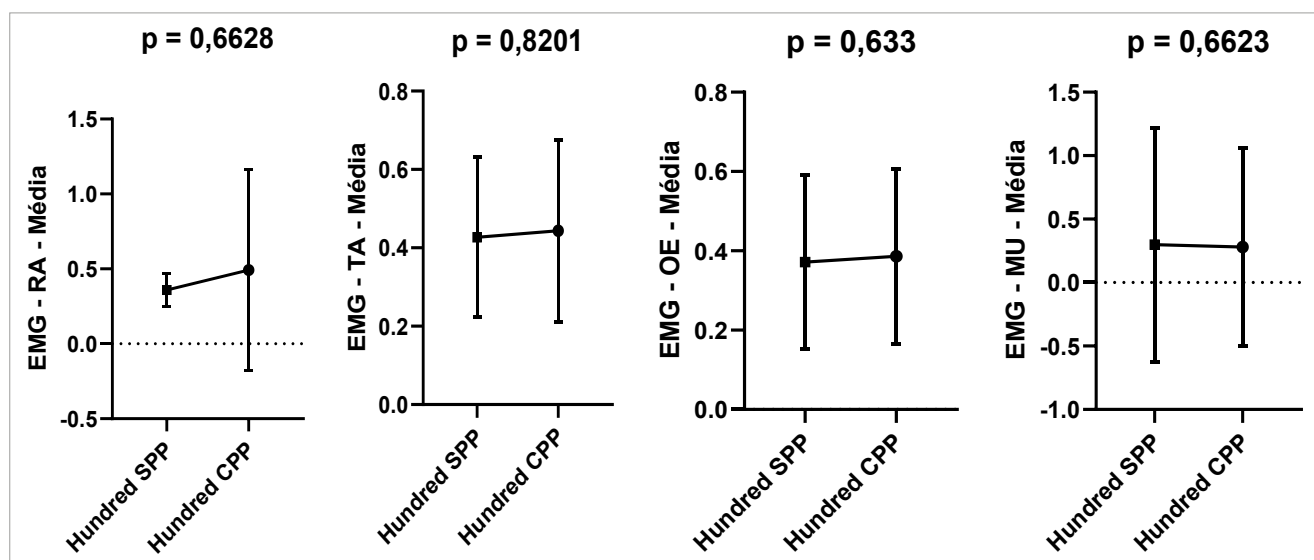 p = 0,6628
EMG - RA - Média
1.5
1.0
0.5
0.0
-0.5
Hundred SPP
Hundred CPP
p = 0,8201
EMG - TA - Média
0.8
0.6
0.4
0.2
0.0
Hundred SPP
Hundred CPP
p = 0,633
EMG - OE - Média
0.8
0.6
0.4
0.2
0.0
Hundred SPP
Hundred CPP
p = 0,6623
EMG - MU - Média
1.5
1.0
0.5
0.0
-0.5
-1.0
Hundred SPP
Hundred CPP